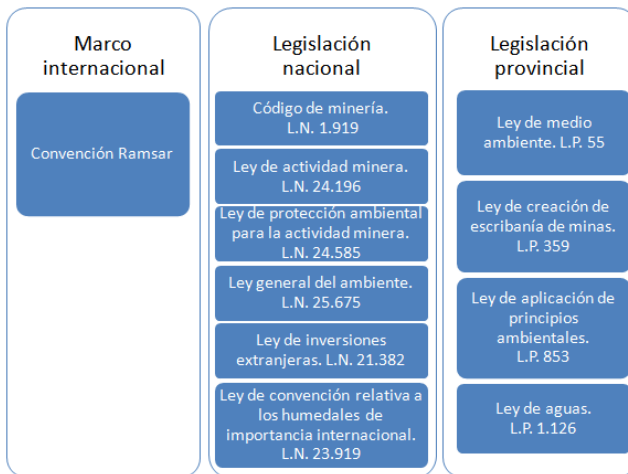 Marco
internacional
Convención Ramsar
Legislación
nacional
Código de minería.
L.N. 1.919
Ley de actividad minera.
L.N. 24.196
Ley de protección ambiental
para la actividad minera.
L.N. 24.585
Ley general del ambiente.
L.N. 25.675
Ley de inversiones
extranjeras. L.N. 21.382
Ley de convención relativa a
los humedales de
importancia internacional.
L.N. 23.919
Legislación
provincial
Ley de medio
ambiente. L.P. 55
Ley de creación de
escribanía de minas.
L.P. 359
Ley de aplicación de
principios
ambientales.
L.P. 853
Ley de aguas.
L.P. 1.126